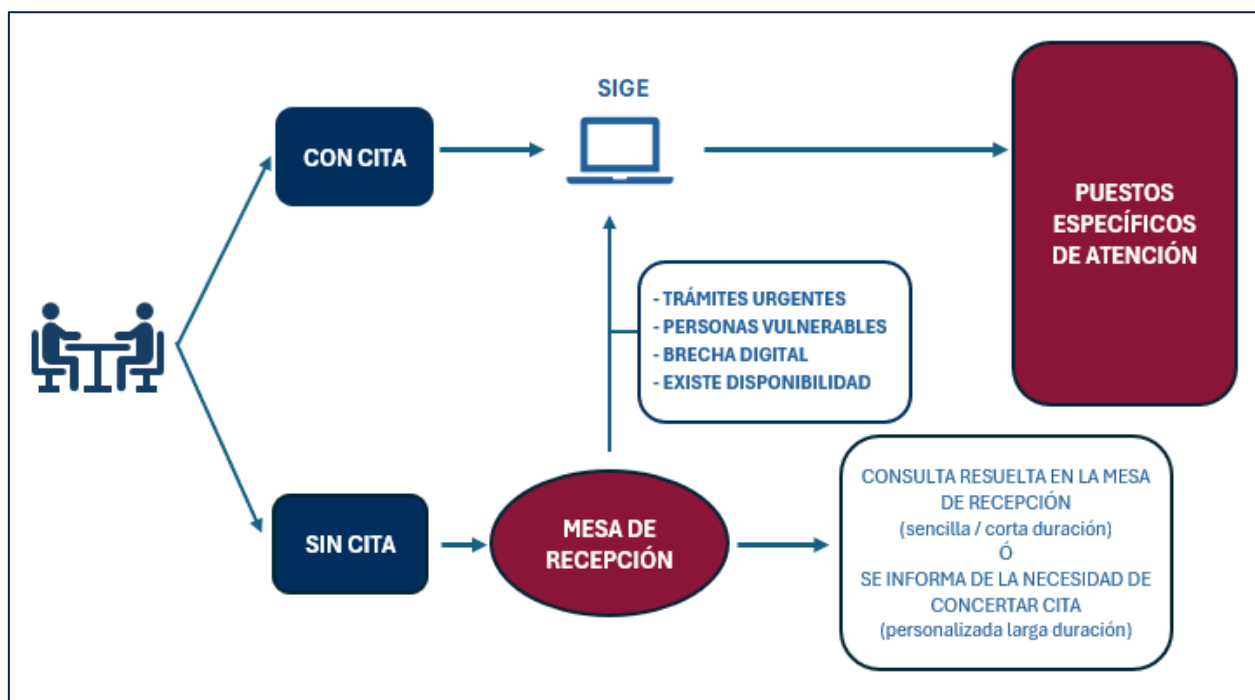 SIGE
CON CITA
PUESTOS
ESPECÍFICOS
DE ATENCIÓN
- TRÁMITES URGENTES
- PERSONAS VULNERABLES
- BRECHA DIGITAL
- EXISTE DISPONIBILIDAD
SIN CITA
MESA DE
RECEPCIÓN
CONSULTA RESUELTA EN LA MESA
DE RECEPCIÓN
(sencilla / corta duración)
Ó
SE INFORMA DE LA NECESIDAD DE
CONCERTAR CITA
(personalizada larga duración)